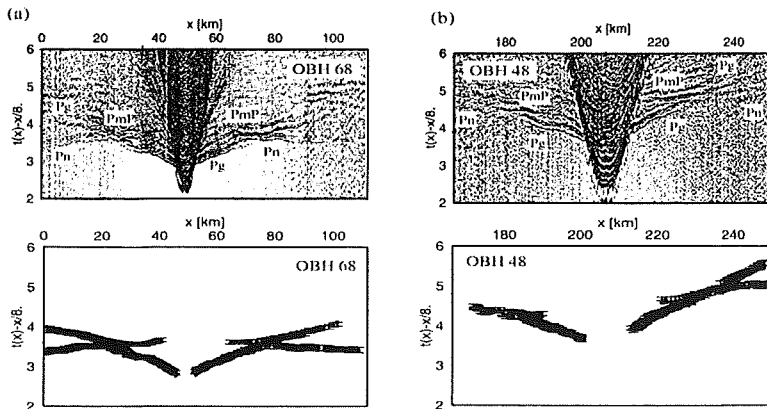 (a)
x [km]
0 20 40 60 80 100
6
5
4
3
2
t(x)-x/8.
OBH 68
Pg
PmP
PmP
Pn
Pn
Pg
(b)
x [km]
180 200 220 240
6
5
4
3
2
t(x)-x/8.
OBH 48
Pg
PmP
PmP
Pn
Pg
Pg
x [km]
0 20 40 60 80 100
6
5
4
3
2
t(x)-x/8.
OBH 68
x [km]
180 200 220 240
6
5
4
3
2
t(x)-x/8.
OBH 48